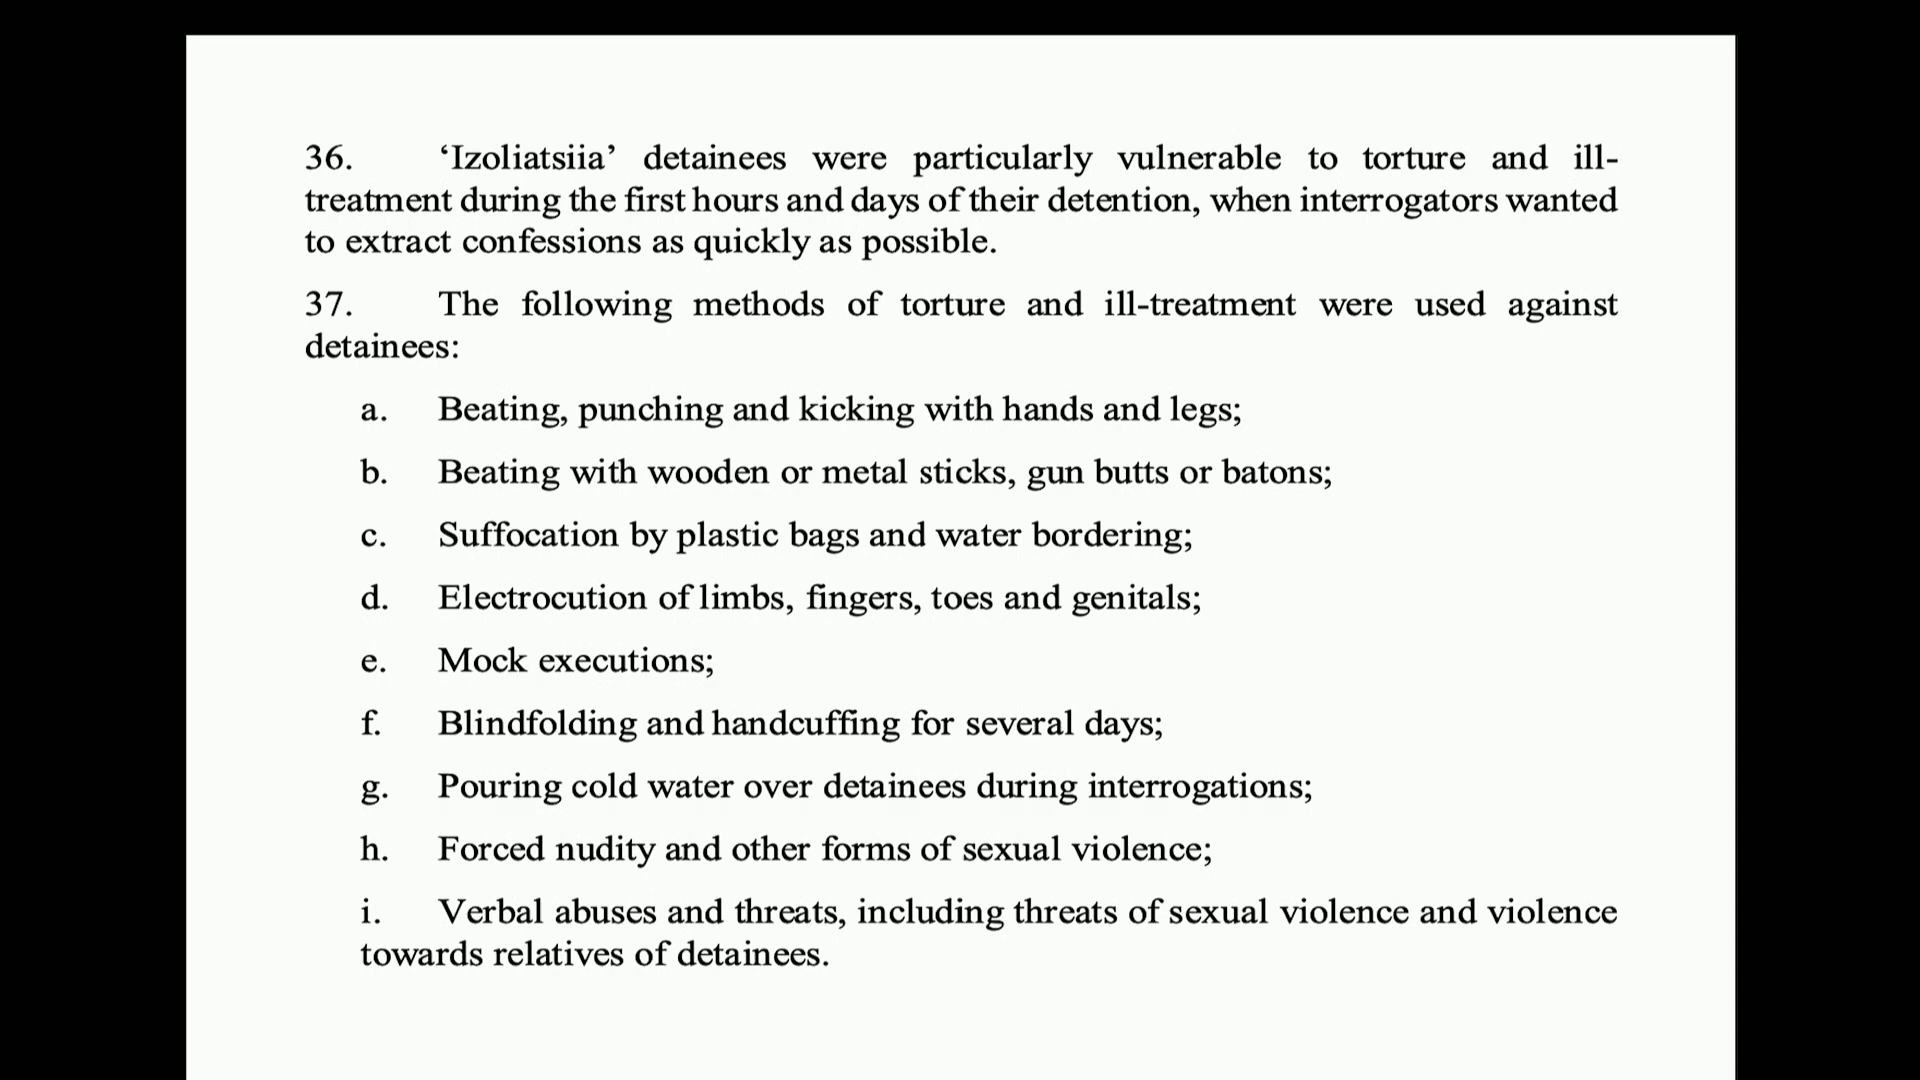 36. ‘Izoliatsiia’ detainees were particularly vulnerable to torture and ill-
treatment during the first hours and days of their detention, when interrogators wanted
to extract confessions as quickly as possible.
37. The following methods of torture and ill-treatment were used against
detainees:
a. Beating, punching and kicking with hands and legs;
b. Beating with wooden or metal sticks, gun butts or batons;
c. Suffocation by plastic bags and water bordering;
d. Electrocution of limbs, fingers, toes and genitals;
e. Mock executions;
f. Blindfolding and handcuffing for several days;
g. Pouring cold water over detainees during interrogations;
h. Forced nudity and other forms of sexual violence;
i. Verbal abuses and threats, including threats of sexual violence and violence
towards relatives of detainees.